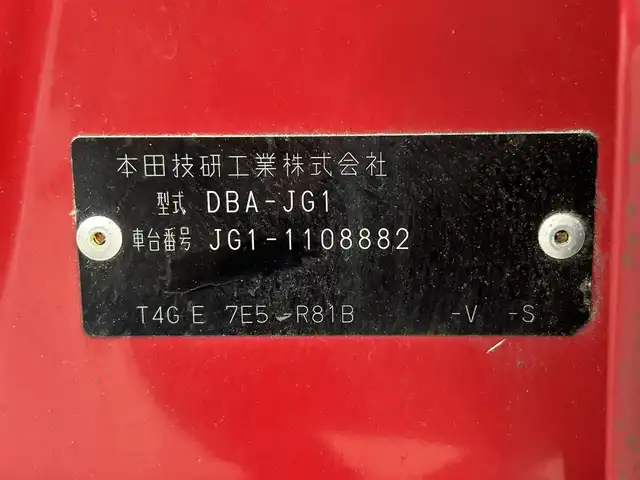 本田技研工業株式会社
型式 DBA-JG1
車台番号 JG1-1108882
T4G E 7E5 -R81B -V -S